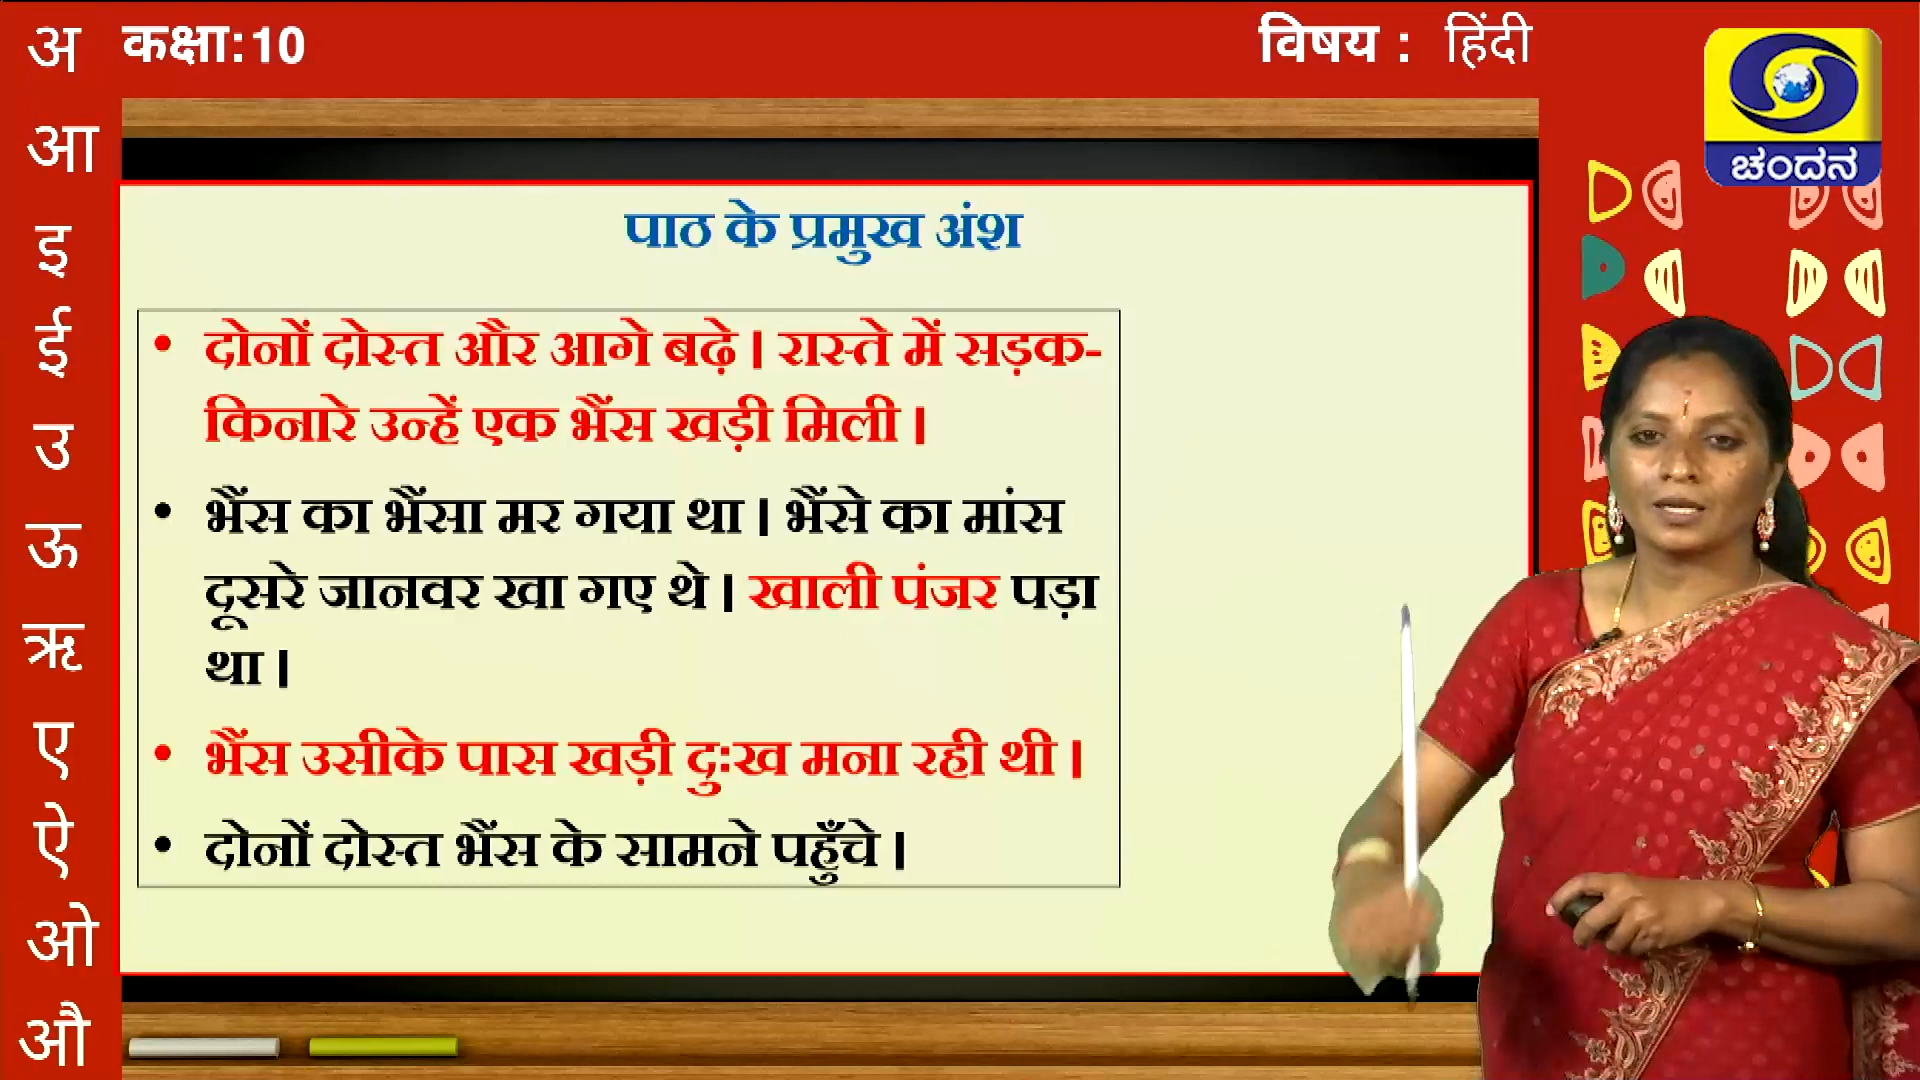 कक्षा:10
विषय : हिंदी
ಚಂದನ
अ
आ
इ
ई
उ
ऊ
ऋ
ए
ऐ
ओ
औ
पाठ के प्रमुख अंश
• दोनों दोस्त और आगे बढ़े । रास्ते में सड़क-
किनारे उन्हें एक भैंस खड़ी मिली ।
• भैंस का भैंसा मर गया था । भैंसे का मांस
दूसरे जानवर खा गए थे । खाली पंजर पड़ा
था ।
• भैंस उसीके पास खड़ी दुःख मना रही थी ।
• दोनों दोस्त भैंस के सामने पहुँचे ।